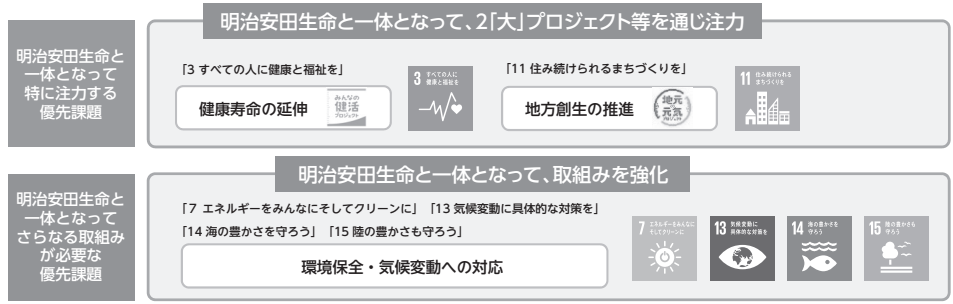 明治安田生命と一体となって、2「大」プロジェクト等を通じ注力
明治安田生命と
一体となって
特に注力する
優先課題
「3 すべての人に健康と福祉を」
健康寿命の延伸
みんなの
健活
プロジェクト
3 すべての人に
健康と福祉を
「11 住み続けられるまちづくりを」
地方創生の推進
地元
元気
11 住み続けられる
まちづくりを
明治安田生命と一体となって、取組みを強化
明治安田生命と
一体となって
さらなる取組み
が必要な
優先課題
「7 エネルギーをみんなにそしてクリーンに」 「13 気候変動に具体的な対策を」
「14 海の豊かさを守ろう」 「15 陸の豊かさも守ろう」
環境保全・気候変動への対応
7 エネルギーをみんなに
そしてクリーンに
13 気候変動に
具体的な対策を
14 海の豊かさを
守ろう
15 陸の豊かさも
守ろう